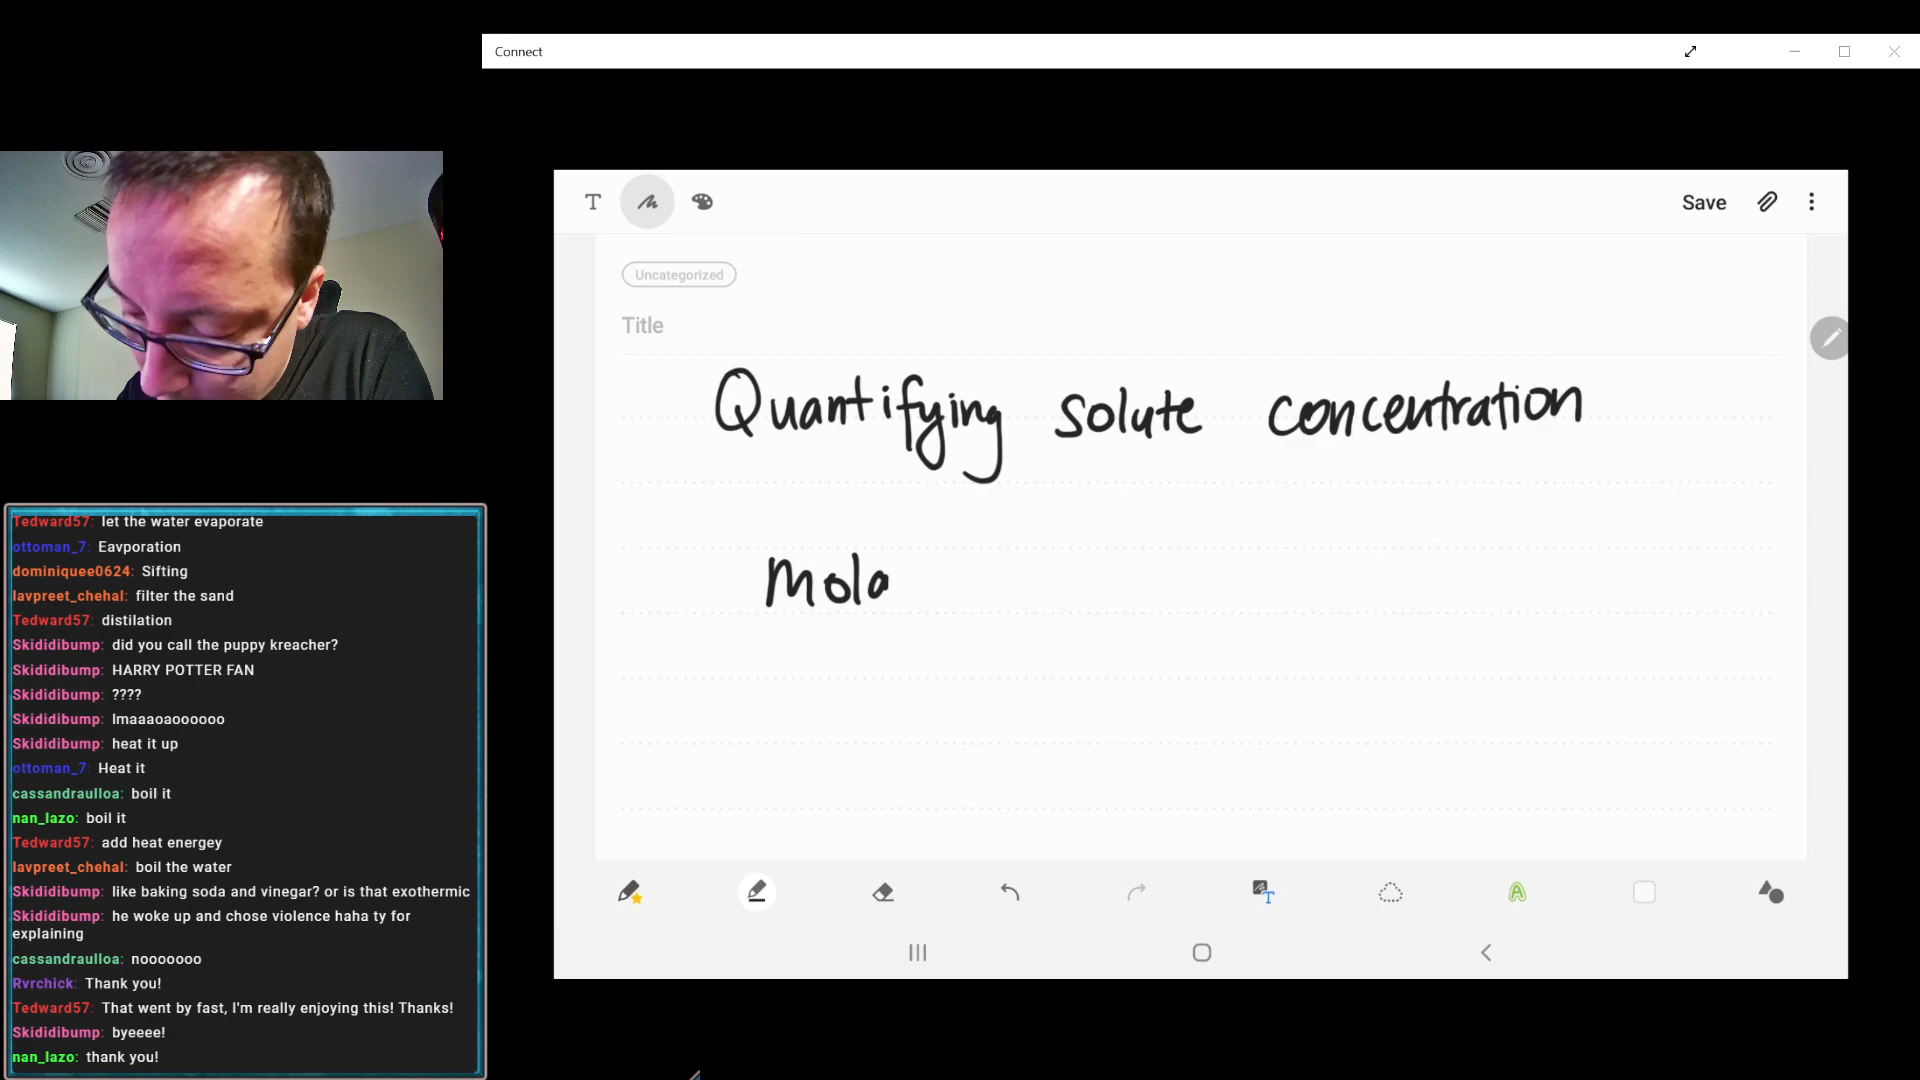 Connect
Save
Uncategorized
Title
Quantifying solute concentration
Mola
Tedward57: let the water evaporate
ottoman_7: Eavporation
dominiquee0624: Sifting
lavpreet_chehal: filter the sand
Tedward57: distilation
Skididibump: did you call the puppy kreacher?
Skididibump: HARRY POTTER FAN
Skididibump: ????
Skididibump: lmaaaoaoooooo
Skididibump: heat it up
ottoman_7: Heat it
cassandraulloa: boil it
nan_lazo: boil it
Tedward57: add heat energey
lavpreet_chehal: boil the water
Skididibump: like baking soda and vinegar? or is that exothermic
Skididibump: he woke up and chose violence haha ty for
explaining
cassandraulloa: nooooooo
Rvrchick: Thank you!
Tedward57: That went by fast, I'm really enjoying this! Thanks!
Skididibump: byeeee!
nan_lazo: thank you!